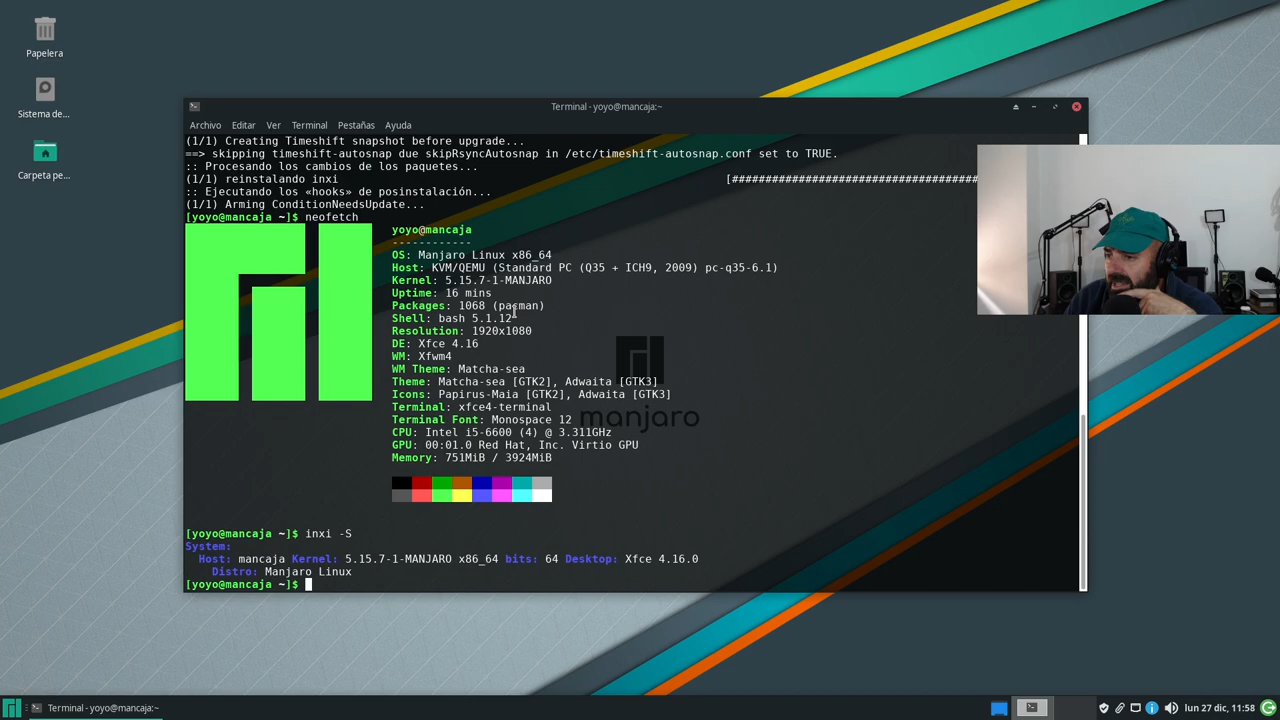 Papelera
Sistema de...
Carpeta pe...
Terminal - yoyo@mancaja:~
Archivo Editar Ver Terminal Pestañas Ayuda
(1/1) Creating Timeshift snapshot before upgrade...
==> skipping timeshift-autosnap due skipRsyncAutosnap in /etc/timeshift-autosnap.conf set to TRUE.
:: Procesando los cambios de los paquetes...
(1/1) reinstalando inxi [#####################################
:: Ejecutando los «hooks» de posinstalación...
(1/1) Arming ConditionNeedsUpdate...
[yoyo@mancaja ~]$ neofetch
yoyo@mancaja
------------
OS: Manjaro Linux x86_64
Host: KVM/QEMU (Standard PC (Q35 + ICH9, 2009) pc-q35-6.1)
Kernel: 5.15.7-1-MANJARO
Uptime: 16 mins
Packages: 1068 (pacman)
Shell: bash 5.1.12
Resolution: 1920x1080
DE: Xfce 4.16
WM: Xfwm4
WM Theme: Matcha-sea
Theme: Matcha-sea [GTK2], Adwaita [GTK3]
Icons: Papirus-Maia [GTK2], Adwaita [GTK3]
Terminal: xfce4-terminal
Terminal Font: Monospace 12
CPU: Intel i5-6600 (4) @ 3.311GHz
GPU: 00:01.0 Red Hat, Inc. Virtio GPU
Memory: 751MiB / 3924MiB
manjaro
[yoyo@mancaja ~]$ inxi -S
System:
Host: mancaja Kernel: 5.15.7-1-MANJARO x86_64 bits: 64 Desktop: Xfce 4.16.0
Distro: Manjaro Linux
[yoyo@mancaja ~]$
Terminal - yoyo@mancaja:~
lun 27 dic, 11:58